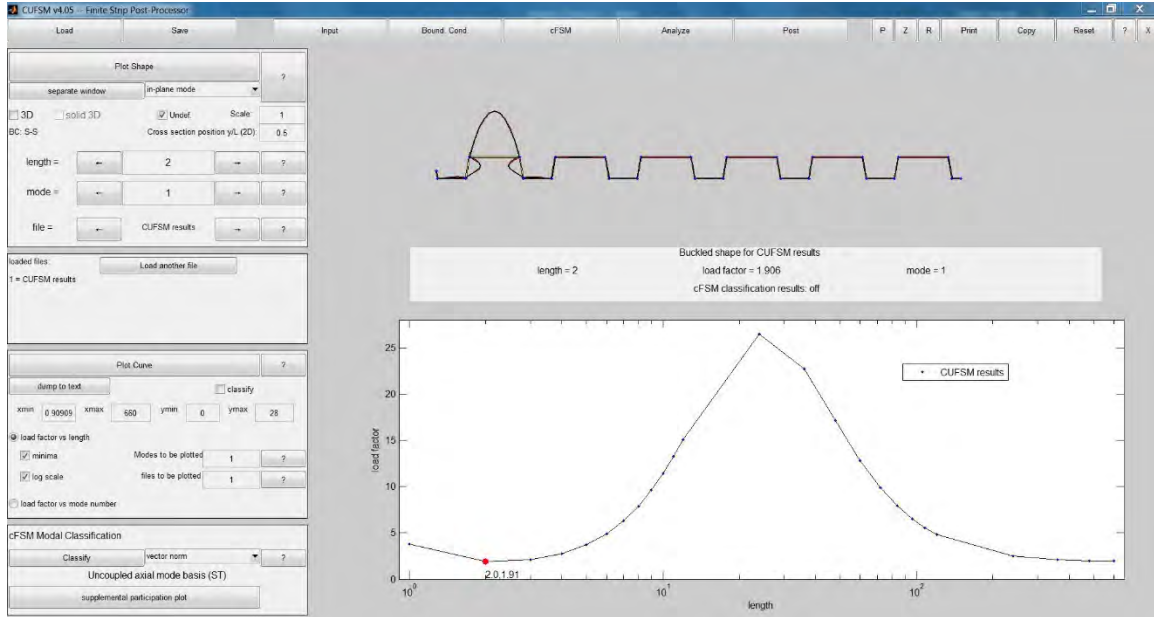 CUFSM v4.05 -- Finite Strip Post-Processor
Load Save Input Bound. Cond cFSM Analyze Post P Z R Print Copy Reset ? X
Plot Shape ?
separate window in-plane mode
3D solid 3D Undef. Scale 1
BC: S-S Cross section position y/L (2D) 0.5
length = ← 2 → ?
mode = ← 1 → ?
file = ← CUFSM results → ?
loaded files: Load another file
1 = CUFSM results
Buckled shape for CUFSM results
length = 2 load factor = 1.906 mode = 1
cFSM classification results: off
Plot Curve ?
dump to text classify
xmin 0.90909 xmax 660 ymin 0 ymax 28
load factor vs length
minima Modes to be plotted 1 ?
log scale files to be plotted 1 ?
load factor vs mode number
cFSM Modal Classification
Classify vector norm ?
Uncoupled axial mode basis (ST)
supplemental participation plot
25
20
15
10
5
0
load factor
CUFSM results
2.0,1.91
10^0 10^1 10^2
length